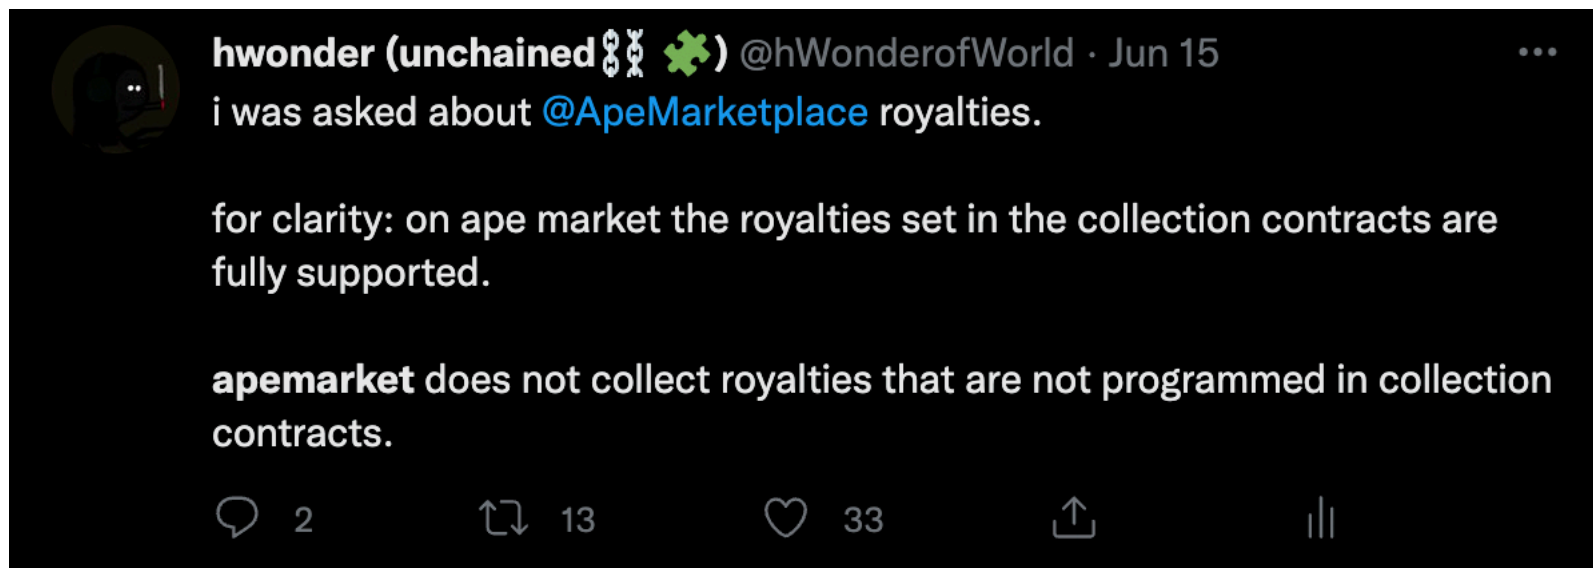 hwonder (unchained⛓️⛓️ 🧩) @hWonderofWorld · Jun 15
i was asked about @ApeMarketplace royalties.
for clarity: on ape market the royalties set in the collection contracts are
fully supported.
apemarket does not collect royalties that are not programmed in collection
contracts.
2 13 33